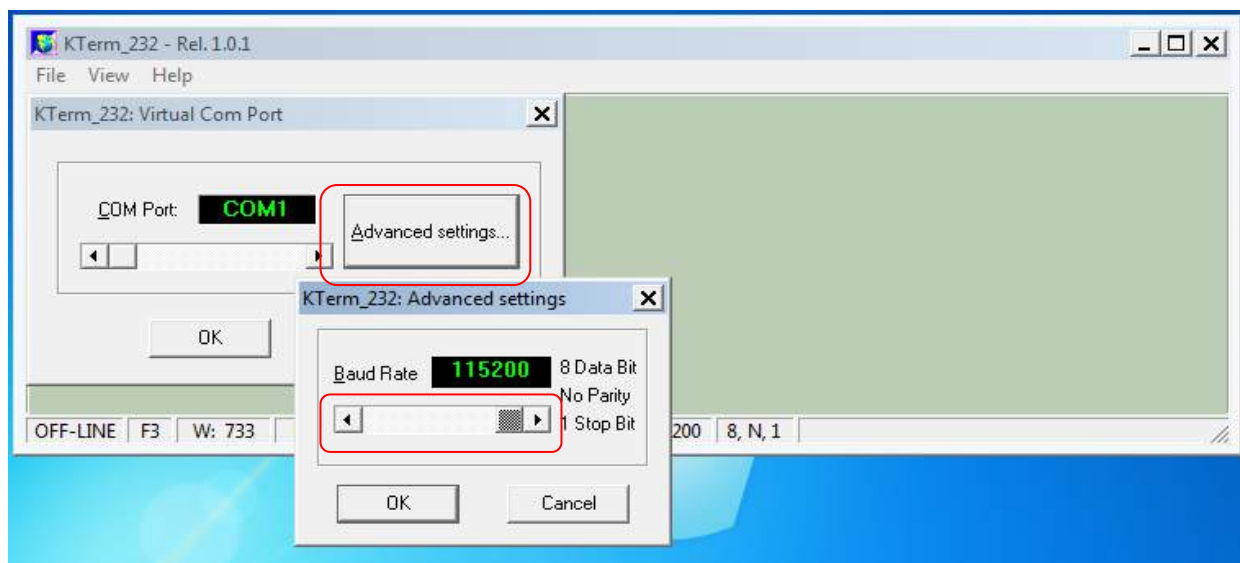 KTerm_232 - Rel. 1.0.1
File View Help
KTerm_232: Virtual Com Port
COM Port: COM1
Advanced settings...
OK
KTerm_232: Advanced settings
Baud Rate 115200
8 Data Bit
No Parity
1 Stop Bit
OK Cancel
OFF-LINE F3 W: 733 200 8, N, 1